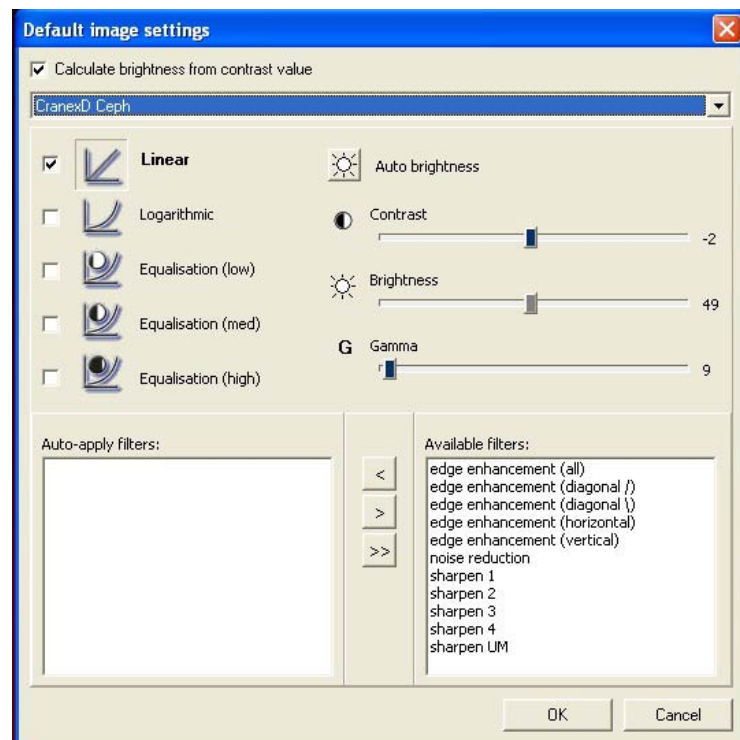 Default image settings
Calculate brightness from contrast value
CranexD Ceph
Linear
Auto brightness
Logarithmic
Contrast
-2
Equalisation (low)
Brightness
49
Equalisation (med)
G Gamma
9
Equalisation (high)
Auto-apply filters:
<
>
>>
Available filters:
edge enhancement (all)
edge enhancement (diagonal /)
edge enhancement (diagonal \)
edge enhancement (horizontal)
edge enhancement (vertical)
noise reduction
sharpen 1
sharpen 2
sharpen 3
sharpen 4
sharpen UM
OK
Cancel